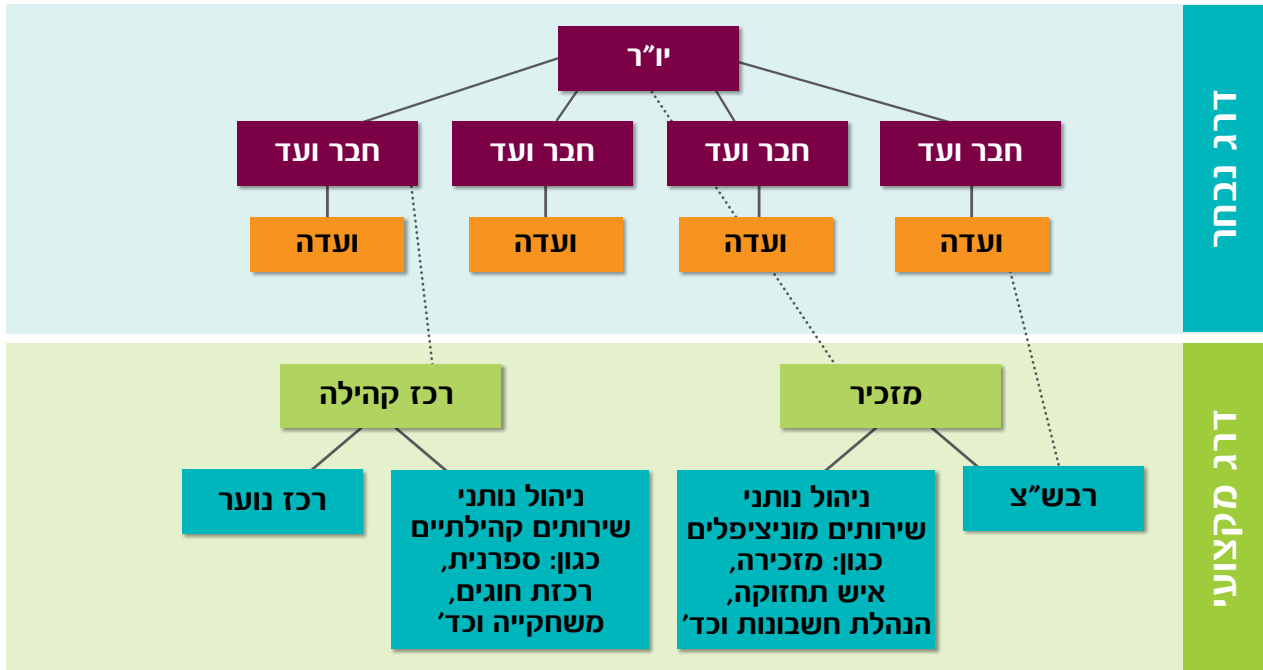 דרג נבחר
יו״ר
חבר ועד
חבר ועד
חבר ועד
חבר ועד
ועדה
ועדה
ועדה
ועדה
דרג מקצועי
מזכיר
רכז קהילה
רבש״צ
ניהול נותני
שירותים מוניציפלים
כגון: מזכירה,
איש תחזוקה,
הנהלת חשבונות וכד׳
ניהול נותני
שירותים קהילתיים
כגון: ספרנית,
רכזת חוגים,
משחקייה וכד׳
רכז נוער